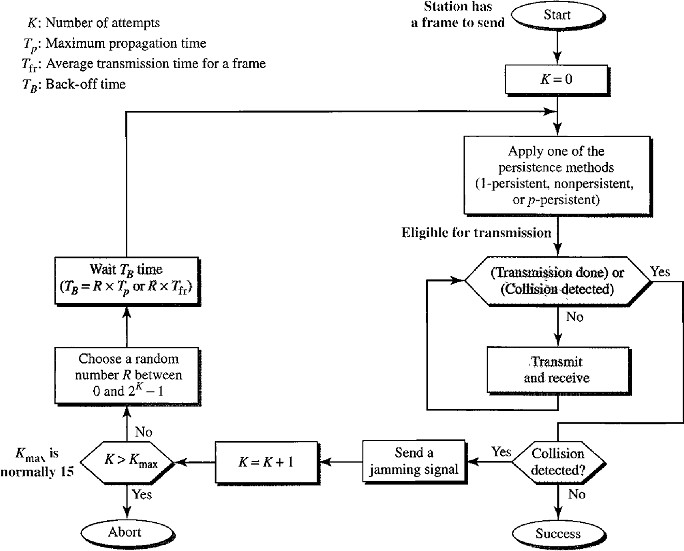 K: Number of attempts
Tp: Maximum propagation time
Tfr: Average transmission time for a frame
TB: Back-off time
Station has
a frame to send
Start
K = 0
Apply one of the
persistence methods
(1-persistent, nonpersistent,
or p-persistent)
Eligible for transmission
(Transmission done) or
(Collision detected)
Yes
No
Transmit
and receive
Wait TB time
(TB = R × Tp or R × Tfr)
Choose a random
number R between
0 and 2^K – 1
No
Kmax is
normally 15
K > Kmax
K = K + 1
Send a
jamming signal
Yes
Collision
detected?
Yes
No
Abort
Success